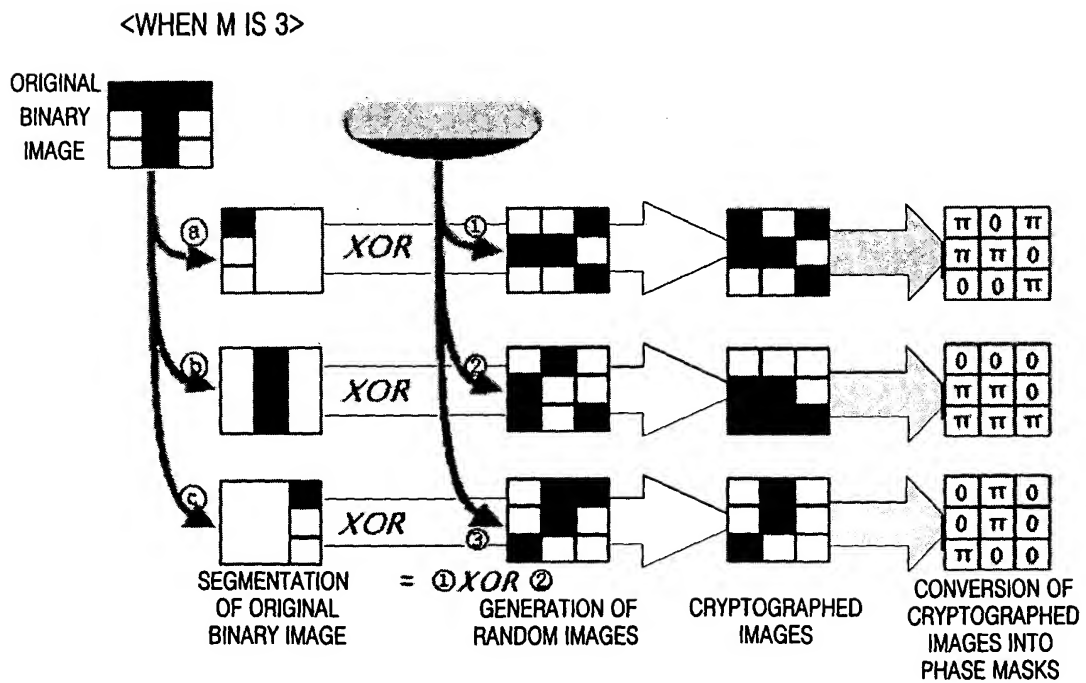 <WHEN M IS 3>
ORIGINAL
BINARY
IMAGE
ⓐ
XOR
①
π 0 π
π π 0
0 0 π
ⓑ
XOR
②
0 0 0
π π 0
π π π
ⓒ
XOR
③
0 π 0
0 π 0
π 0 0
SEGMENTATION
OF ORIGINAL
BINARY IMAGE
= ①XOR ②
GENERATION OF
RANDOM IMAGES
CRYPTOGRAPHED
IMAGES
CONVERSION OF
CRYPTOGRAPHED
IMAGES INTO
PHASE MASKS